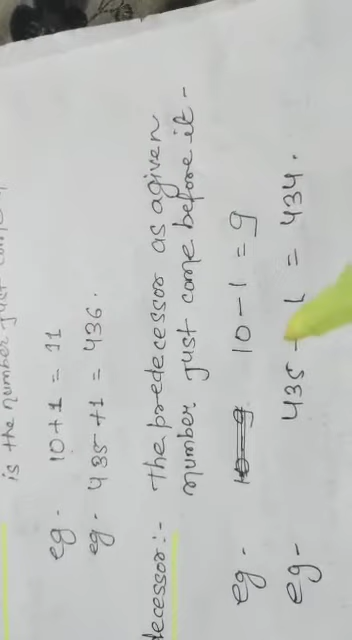 is the number just
eg - 10+1 = 11
eg - 435 +1 = 436.
decessor:- the predecessor as a given
number just come before it -
eg - 10-1 = 9
eg - 435 - 1 = 434.